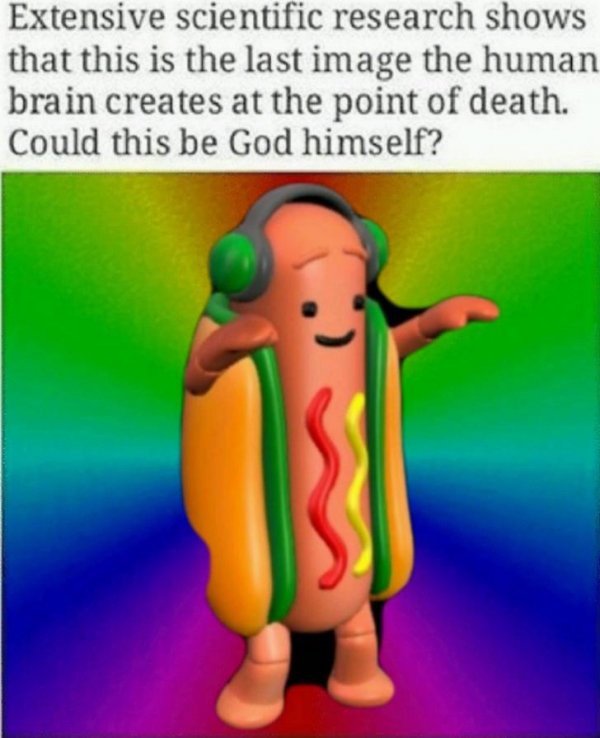 Extensive scientific research shows
that this is the last image the human
brain creates at the point of death.
Could this be God himself?